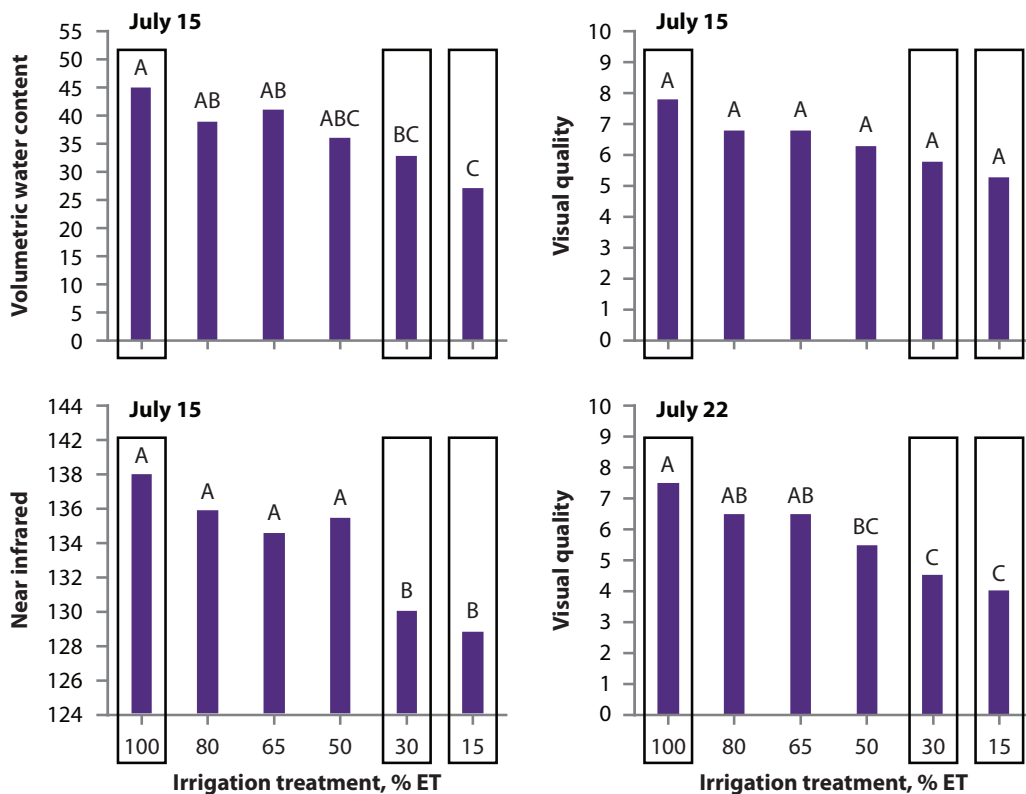 July 15
Volumetric water content
55
50
45
40
35
30
25
20
15
10
5
0
A
AB
AB
ABC
BC
C
July 15
Visual quality
10
9
8
7
6
5
4
3
2
1
0
A
A
A
A
A
A
July 15
Near infrared
144
142
140
138
136
134
132
130
128
126
124
A
A
A
A
B
B
100 80 65 50 30 15
Irrigation treatment, % ET
July 22
Visual quality
10
9
8
7
6
5
4
3
2
1
0
A
AB
AB
BC
C
C
100 80 65 50 30 15
Irrigation treatment, % ET